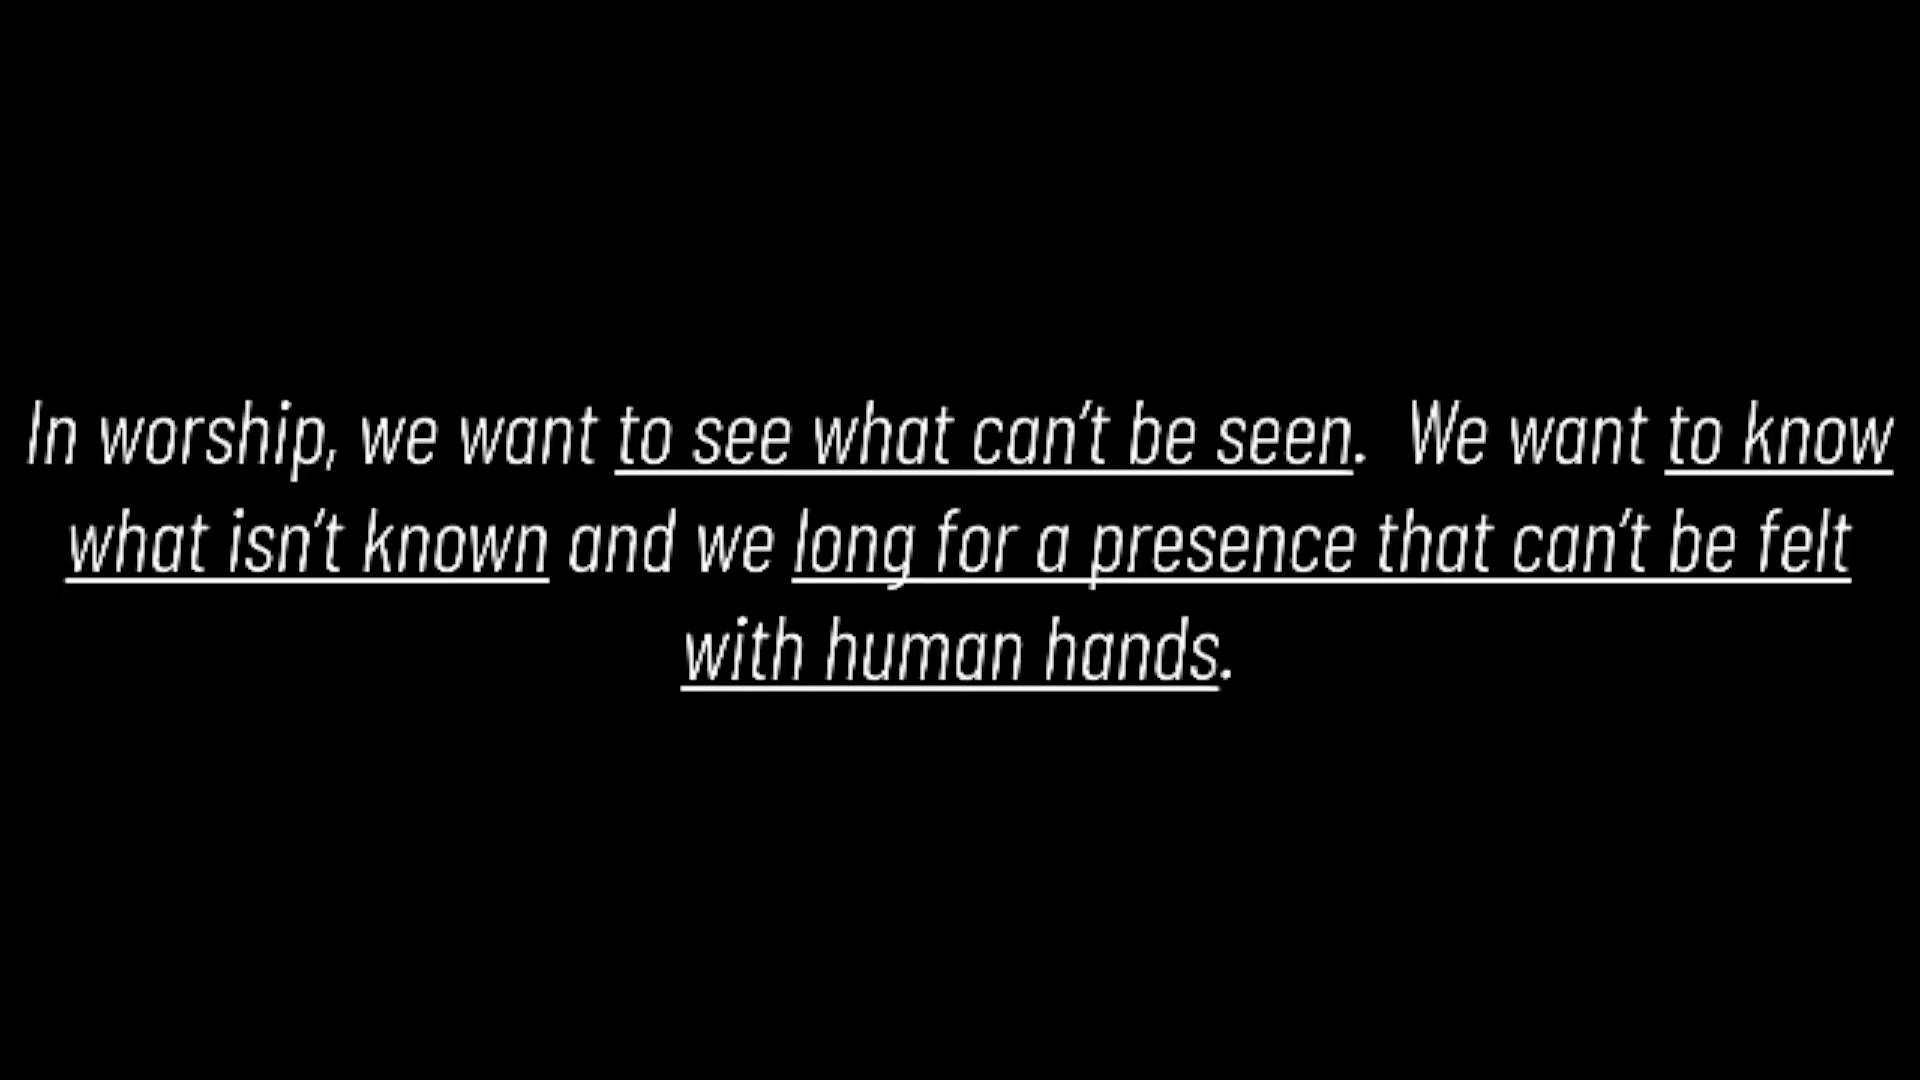 In worship, we want to see what can't be seen.  We want to know
what isn't known and we long for a presence that can't be felt
with human hands.